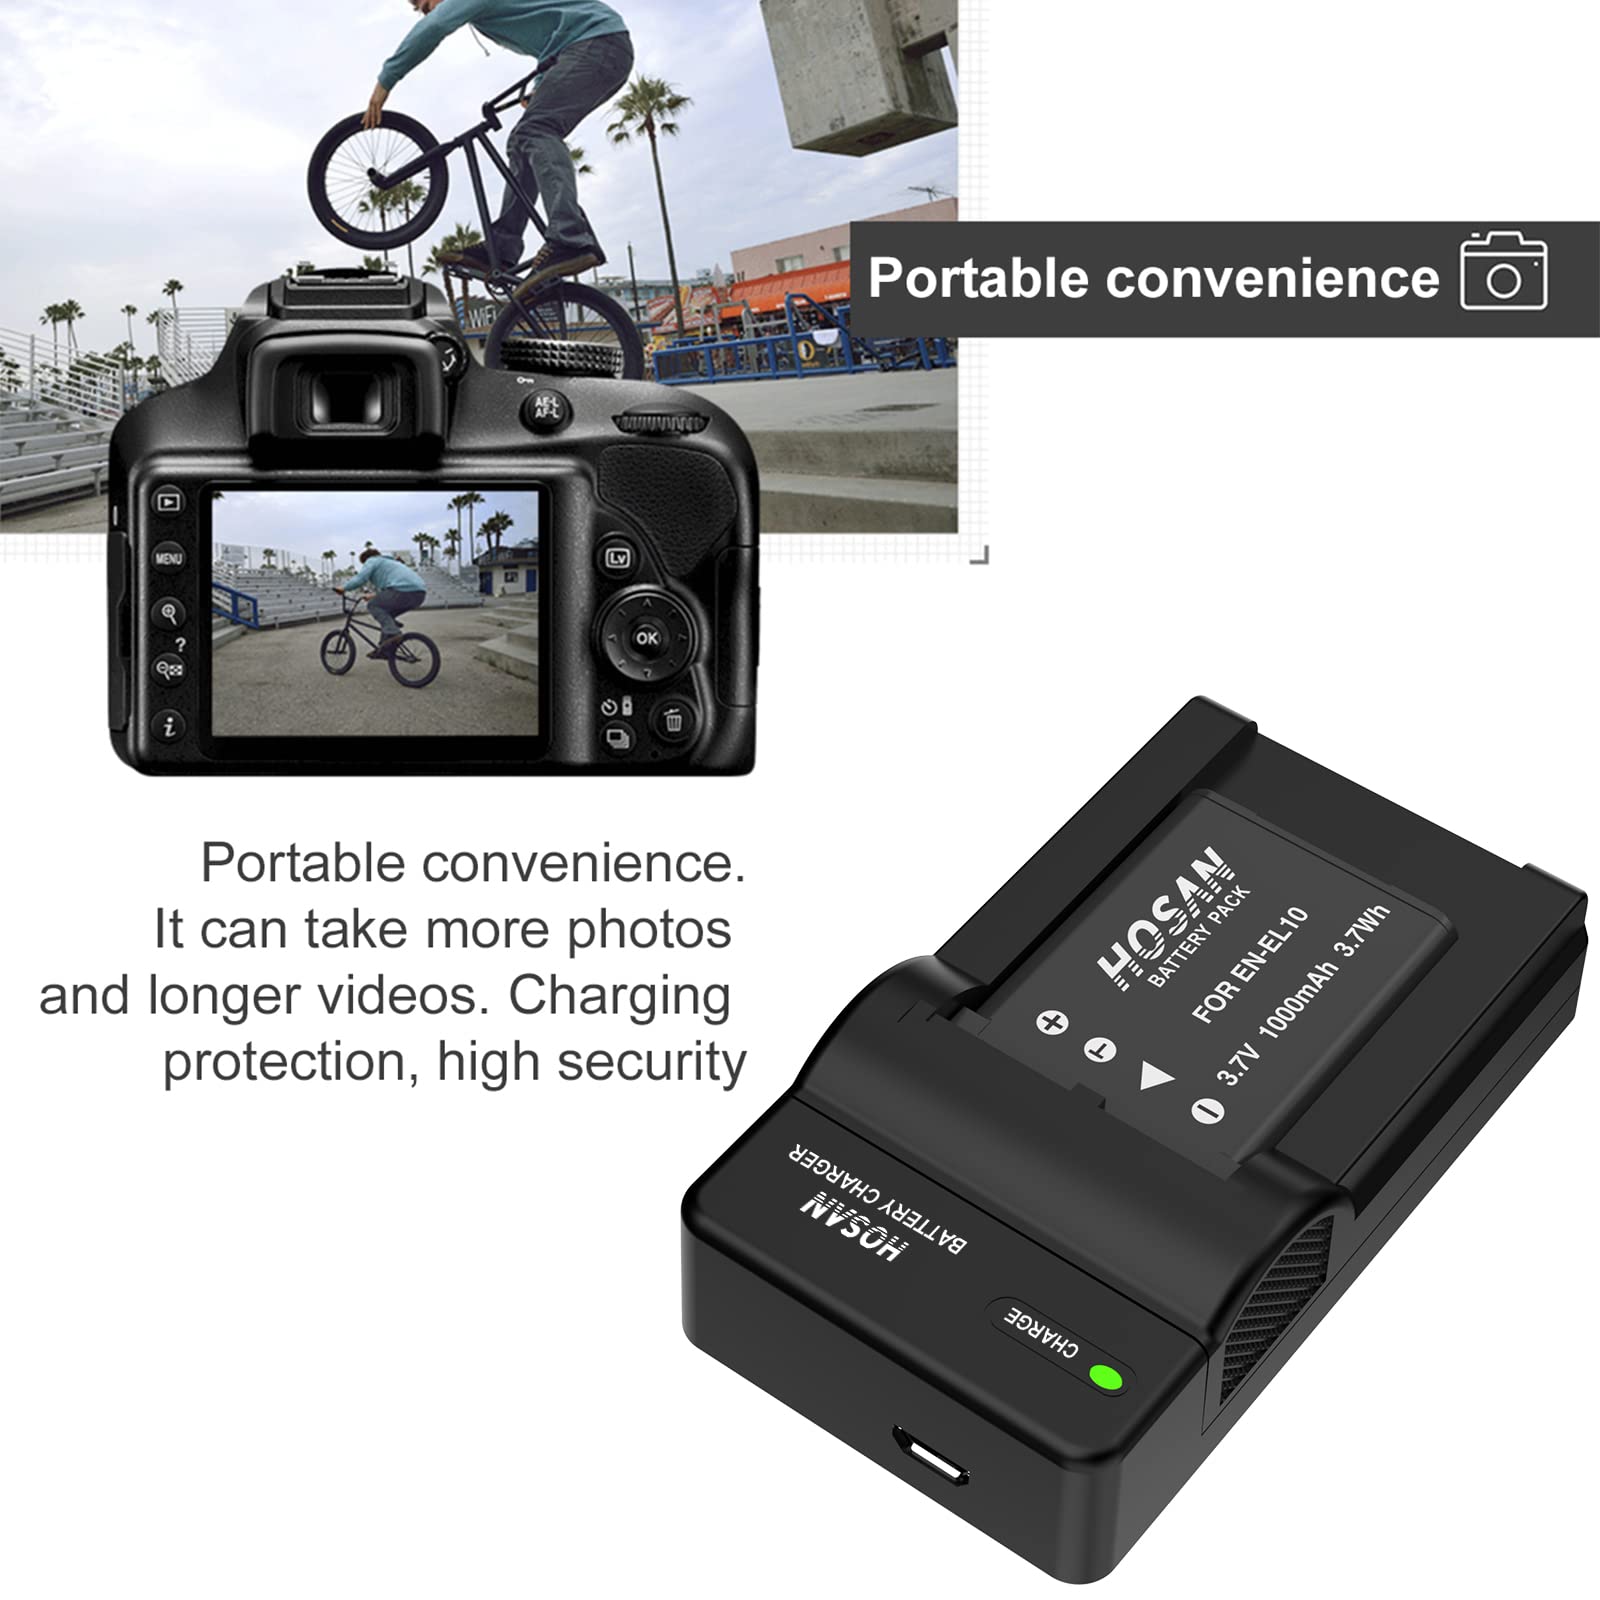 Portable convenience
WiFi
AE-L
AF-L
MENU
Lv
OK
?
i
Portable convenience.
It can take more photos
and longer videos. Charging
protection, high security
HOSAN
BATTERY PACK
FOR EN-EL10
3.7V 1000mAh 3.7Wh
+
T
−
BATTERY CHARGER
HOSAN
CHARGE